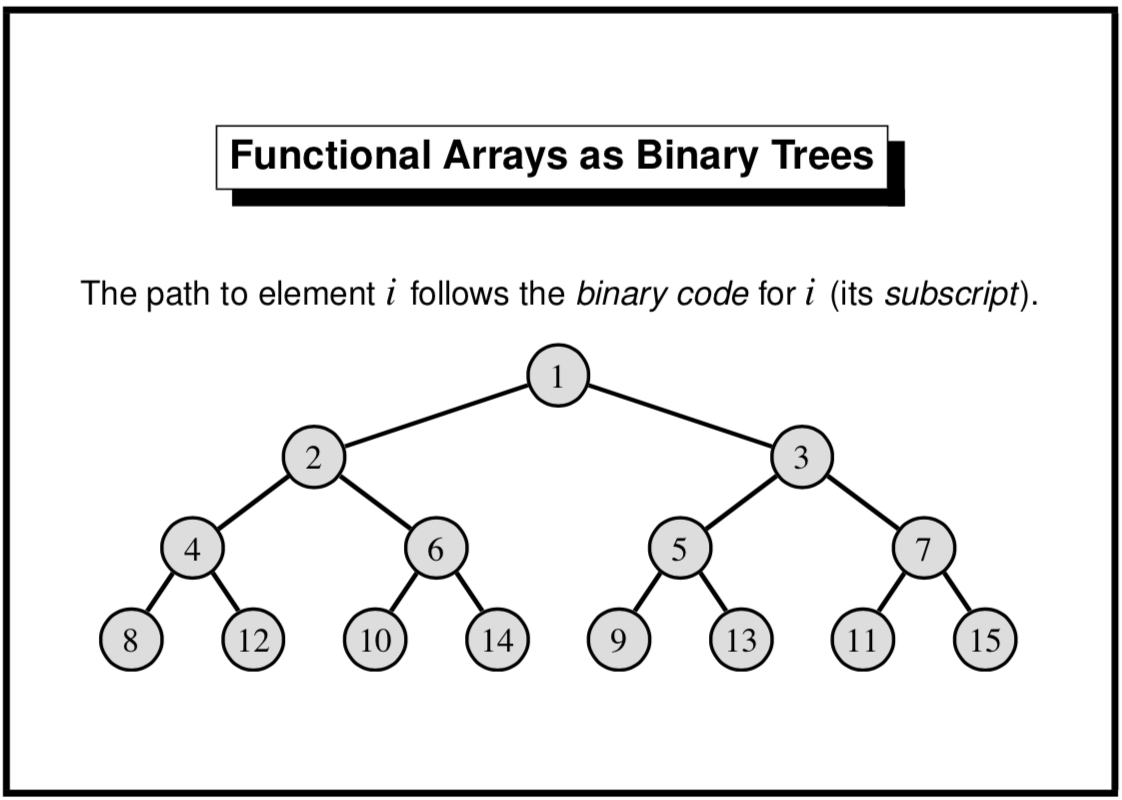 Functional Arrays as Binary Trees
The path to element i follows the binary code for i (its subscript).
1
2 3
4 6 5 7
8 12 10 14 9 13 11 15